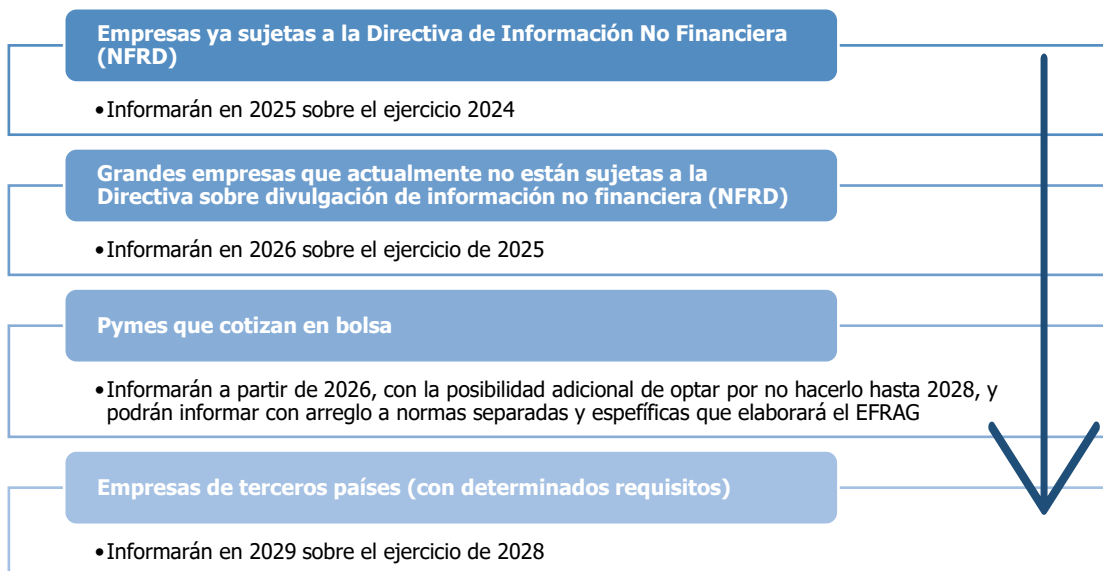 Empresas ya sujetas a la Directiva de Información No Financiera
(NFRD)
•Informarán en 2025 sobre el ejercicio 2024
Grandes empresas que actualmente no están sujetas a la
Directiva sobre divulgación de información no financiera (NFRD)
•Informarán en 2026 sobre el ejercicio de 2025
Pymes que cotizan en bolsa
•Informarán a partir de 2026, con la posibilidad adicional de optar por no hacerlo hasta 2028, y
podrán informar con arreglo a normas separadas y espefíficas que elaborará el EFRAG
Empresas de terceros países (con determinados requisitos)
•Informarán en 2029 sobre el ejercicio de 2028